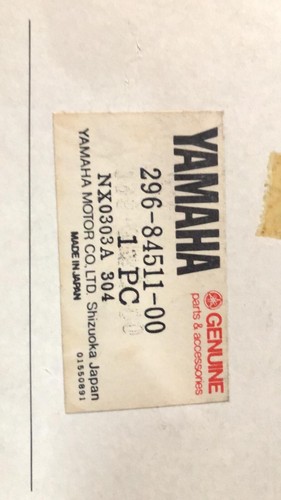 YAMAHA
GENUINE
parts & accessories
296-84511-00
1 PC
NX0303A 304
YAMAHA MOTOR CO., LTD. Shizuoka Japan
MADE IN JAPAN
01550891